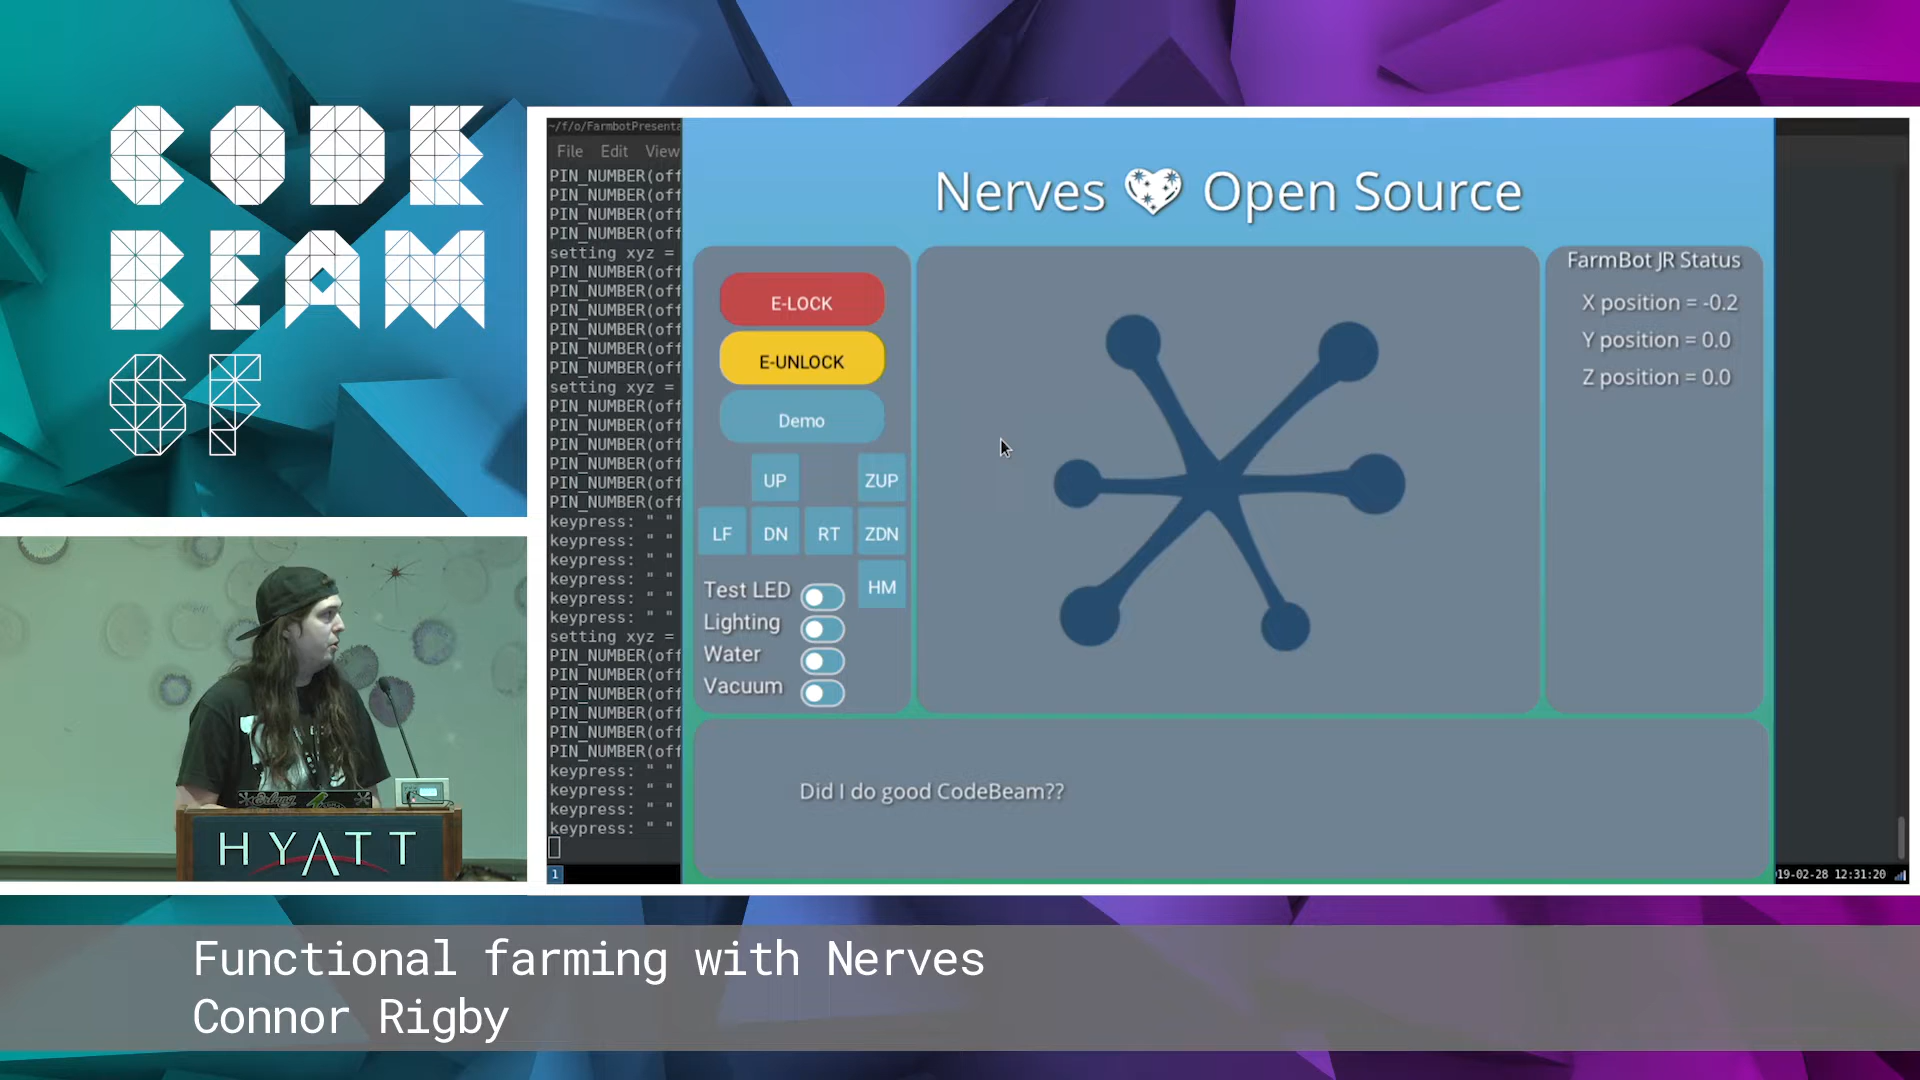 CODE
BEAM
SF
~/f/o/FarmbotPresenta
File Edit View
PIN_NUMBER(off
PIN_NUMBER(off
PIN_NUMBER(off
PIN_NUMBER(off
setting xyz =
PIN_NUMBER(off
PIN_NUMBER(off
PIN_NUMBER(off
PIN_NUMBER(off
PIN_NUMBER(off
PIN_NUMBER(off
setting xyz =
PIN_NUMBER(off
PIN_NUMBER(off
PIN_NUMBER(off
PIN_NUMBER(off
PIN_NUMBER(off
PIN_NUMBER(off
keypress: " "
keypress: " "
keypress: " "
keypress: " "
keypress: " "
keypress: " "
setting xyz =
PIN_NUMBER(off
PIN_NUMBER(off
PIN_NUMBER(off
PIN_NUMBER(off
PIN_NUMBER(off
PIN_NUMBER(off
keypress: " "
keypress: " "
keypress: " "
keypress: " "
1
Nerves Open Source
E-LOCK
E-UNLOCK
Demo
UP ZUP
LF DN RT ZDN
HM
Test LED
Lighting
Water
Vacuum
FarmBot JR Status
X position = -0.2
Y position = 0.0
Z position = 0.0
Did I do good CodeBeam??
19-02-28 12:31:20
HYATT
Functional farming with Nerves
Connor Rigby